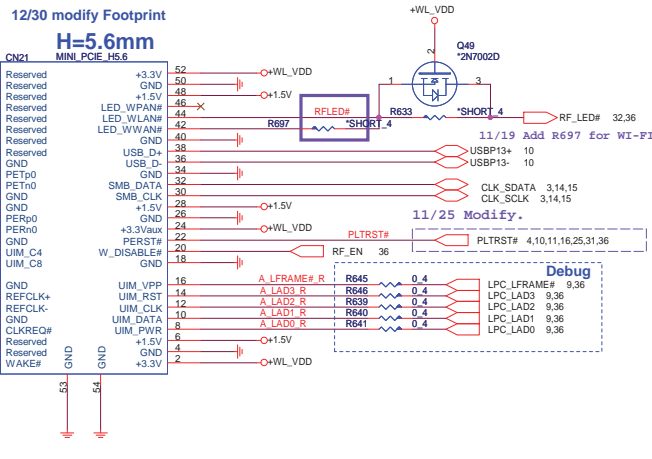 12/30 modify Footprint
H=5.6mm
CN21 MINI_PCIE_H5.6
+WL_VDD
Q49
*2N7002D
2
1
3
Reserved +3.3V 52 +WL_VDD
Reserved GND 50
Reserved +1.5V 48 +1.5V
Reserved LED_WPAN# 46
Reserved LED_WLAN# 44 RFLED# R633 *SHORT_4 RF_LED# 32,36
Reserved LED_WWAN# 42 R697 *SHORT_4
Reserved GND 40
11/19 Add R697 for WI-FI
Reserved USB_D+ 38 USBP13+ 10
GND USB_D- 36 USBP13- 10
PETp0 GND 34
PETn0 SMB_DATA 32 CLK_SDATA 3,14,15
GND SMB_CLK 30 CLK_SCLK 3,14,15
GND +1.5V 28 +1.5V
PERp0 GND 26
11/25 Modify.
PERn0 +3.3Vaux 24 +WL_VDD
GND PERST# 22 PLTRST# PLTRST# 4,10,11,16,25,31,36
UIM_C4 W_DISABLE# 20 RF_EN 36
UIM_C8 GND 18
Debug
GND UIM_VPP 16 A_LFRAME#_R R645 0_4 LPC_LFRAME# 9,36
REFCLK+ UIM_RST 14 A_LAD3_R R646 0_4 LPC_LAD3 9,36
REFCLK- UIM_CLK 12 A_LAD2_R R639 0_4 LPC_LAD2 9,36
GND UIM_DATA 10 A_LAD1_R R640 0_4 LPC_LAD1 9,36
CLKREQ# UIM_PWR 8 A_LAD0_R R641 0_4 LPC_LAD0 9,36
Reserved +1.5V 6 +1.5V
Reserved GND 4
WAKE# +3.3V 2 +WL_VDD
GND GND
53 54